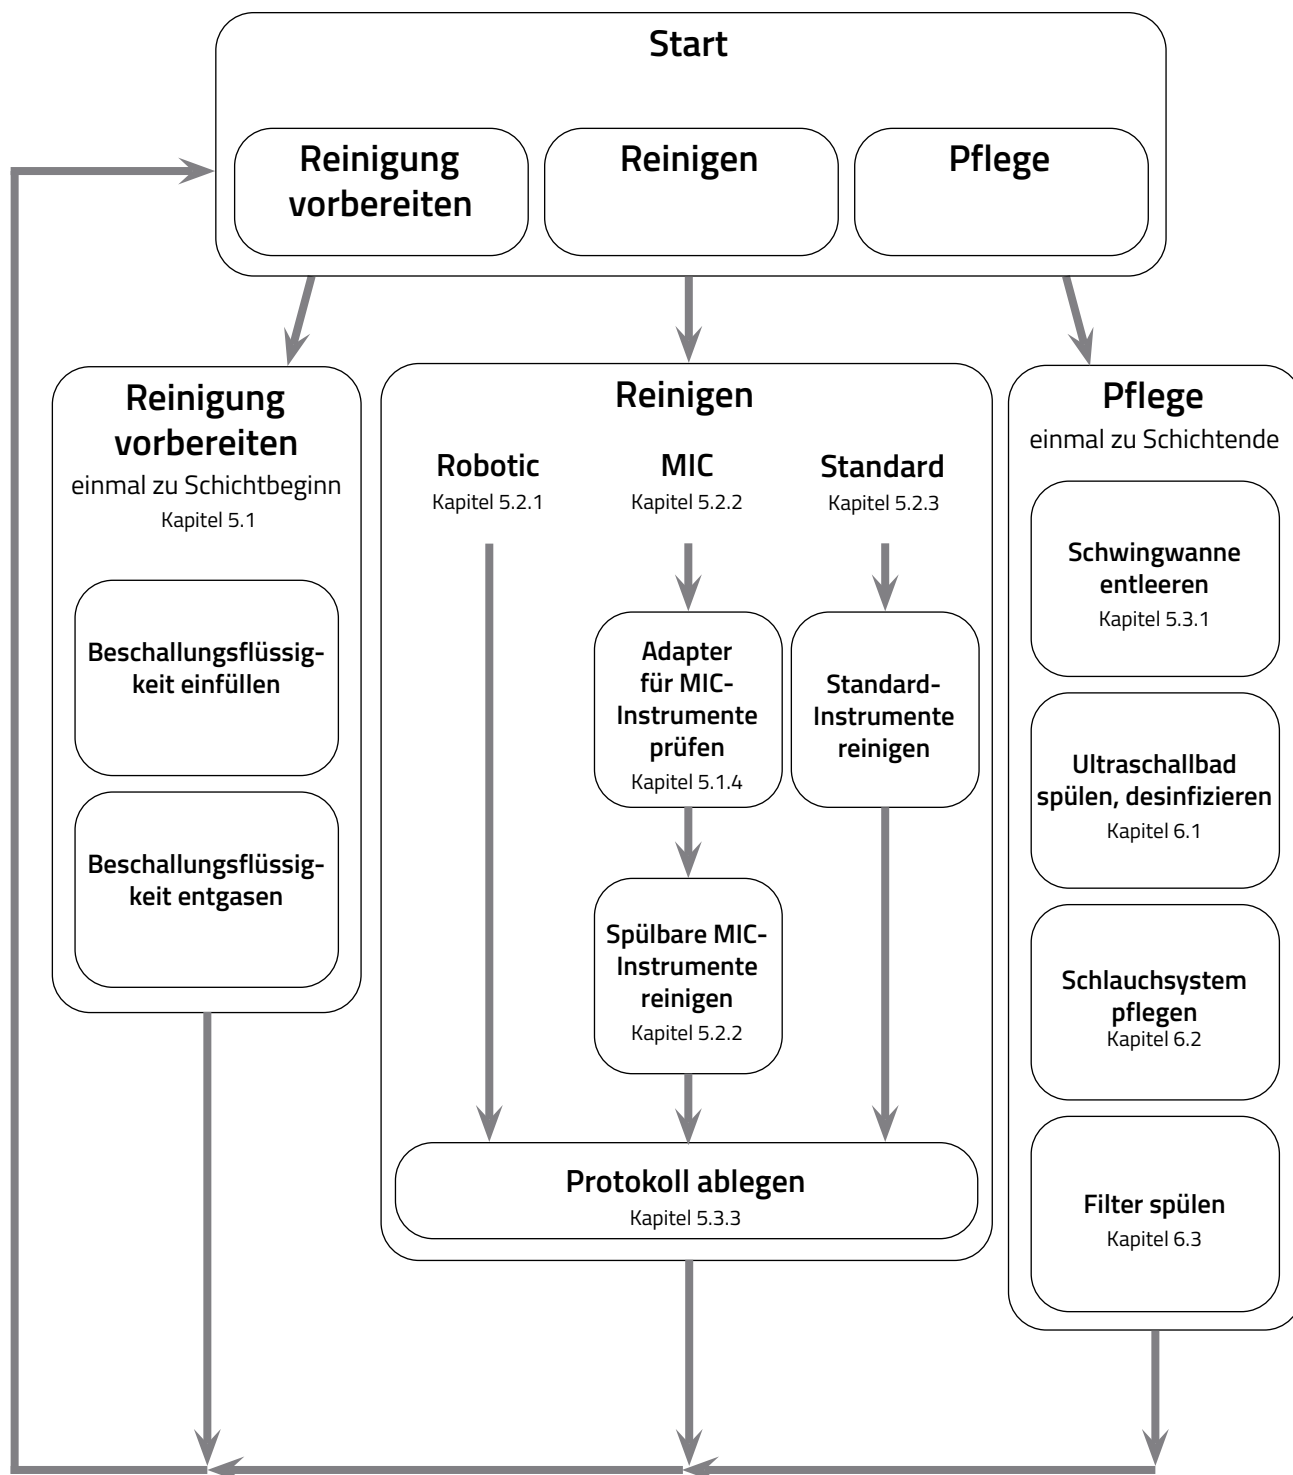 Start
Reinigung
vorbereiten
Reinigen
Pflege
Reinigung
vorbereiten
einmal zu Schichtbeginn
Kapitel 5.1
Beschallungsflüssig-
keit einfüllen
Beschallungsflüssig-
keit entgasen
Reinigen
Robotic
Kapitel 5.2.1
MIC
Kapitel 5.2.2
Standard
Kapitel 5.2.3
Adapter
für MIC-
Instrumente
prüfen
Kapitel 5.1.4
Standard-
Instrumente
reinigen
Spülbare MIC-
Instrumente
reinigen
Kapitel 5.2.2
Protokoll ablegen
Kapitel 5.3.3
Pflege
einmal zu Schichtende
Schwingwanne
entleeren
Kapitel 5.3.1
Ultraschallbad
spülen, desinfizieren
Kapitel 6.1
Schlauchsystem
pflegen
Kapitel 6.2
Filter spülen
Kapitel 6.3